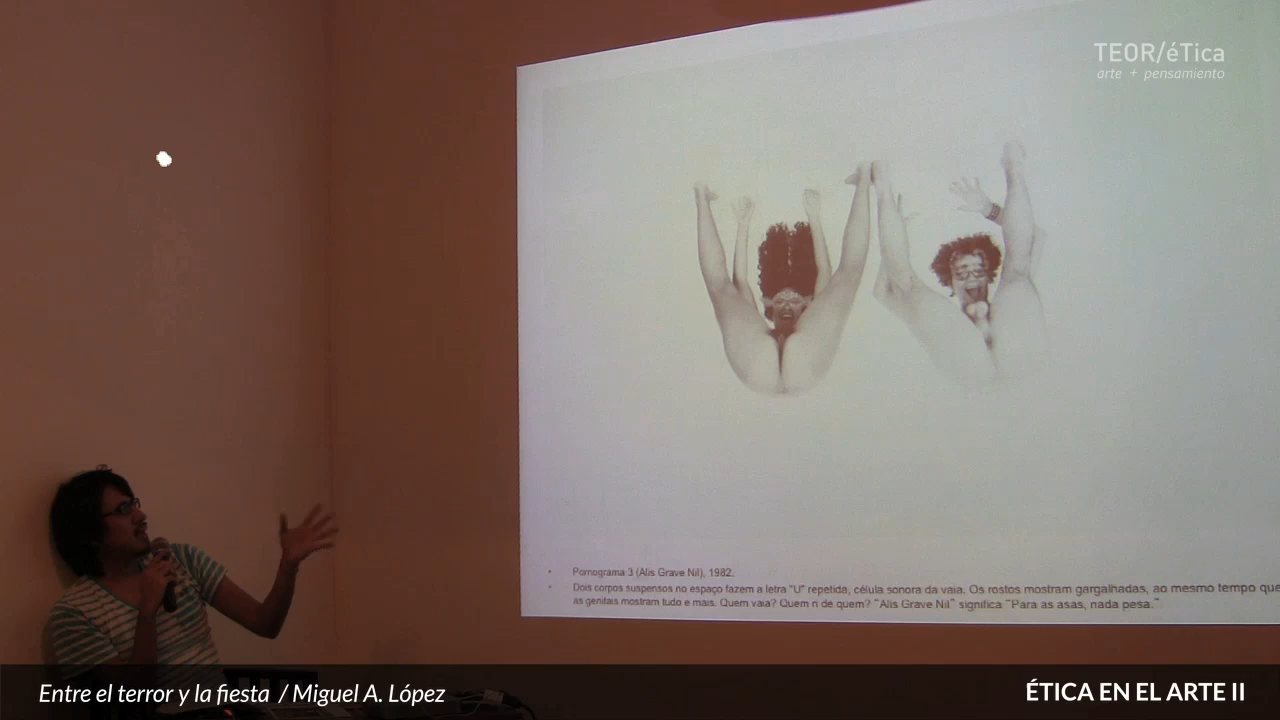 TEOR/éTica
arte + pensamiento
Pornograma 3 (Alis Grave Nil), 1982.
Dois corpos suspensos no espaço fazem a letra "U" repetida, célula sonora da vaia. Os rostos mostram gargalhadas, ao mesmo tempo que
as genitais mostram tudo e mais. Quem vaia? Quem n de quem? "Alis Grave Nil" significa "Para as asas, nada pesa."
Entre el terror y la fiesta / Miguel A. López
ÉTICA EN EL ARTE II